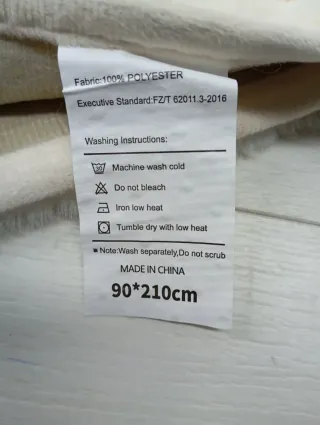 Fabric:100% POLYESTER
Executive Standard:FZ/T 62011.3-2016
Washing Instructions:
Machine wash cold
Do not bleach
Iron low heat
Tumble dry with low heat
■Note:Wash separately,Do not scrub
MADE IN CHINA
90*210cm